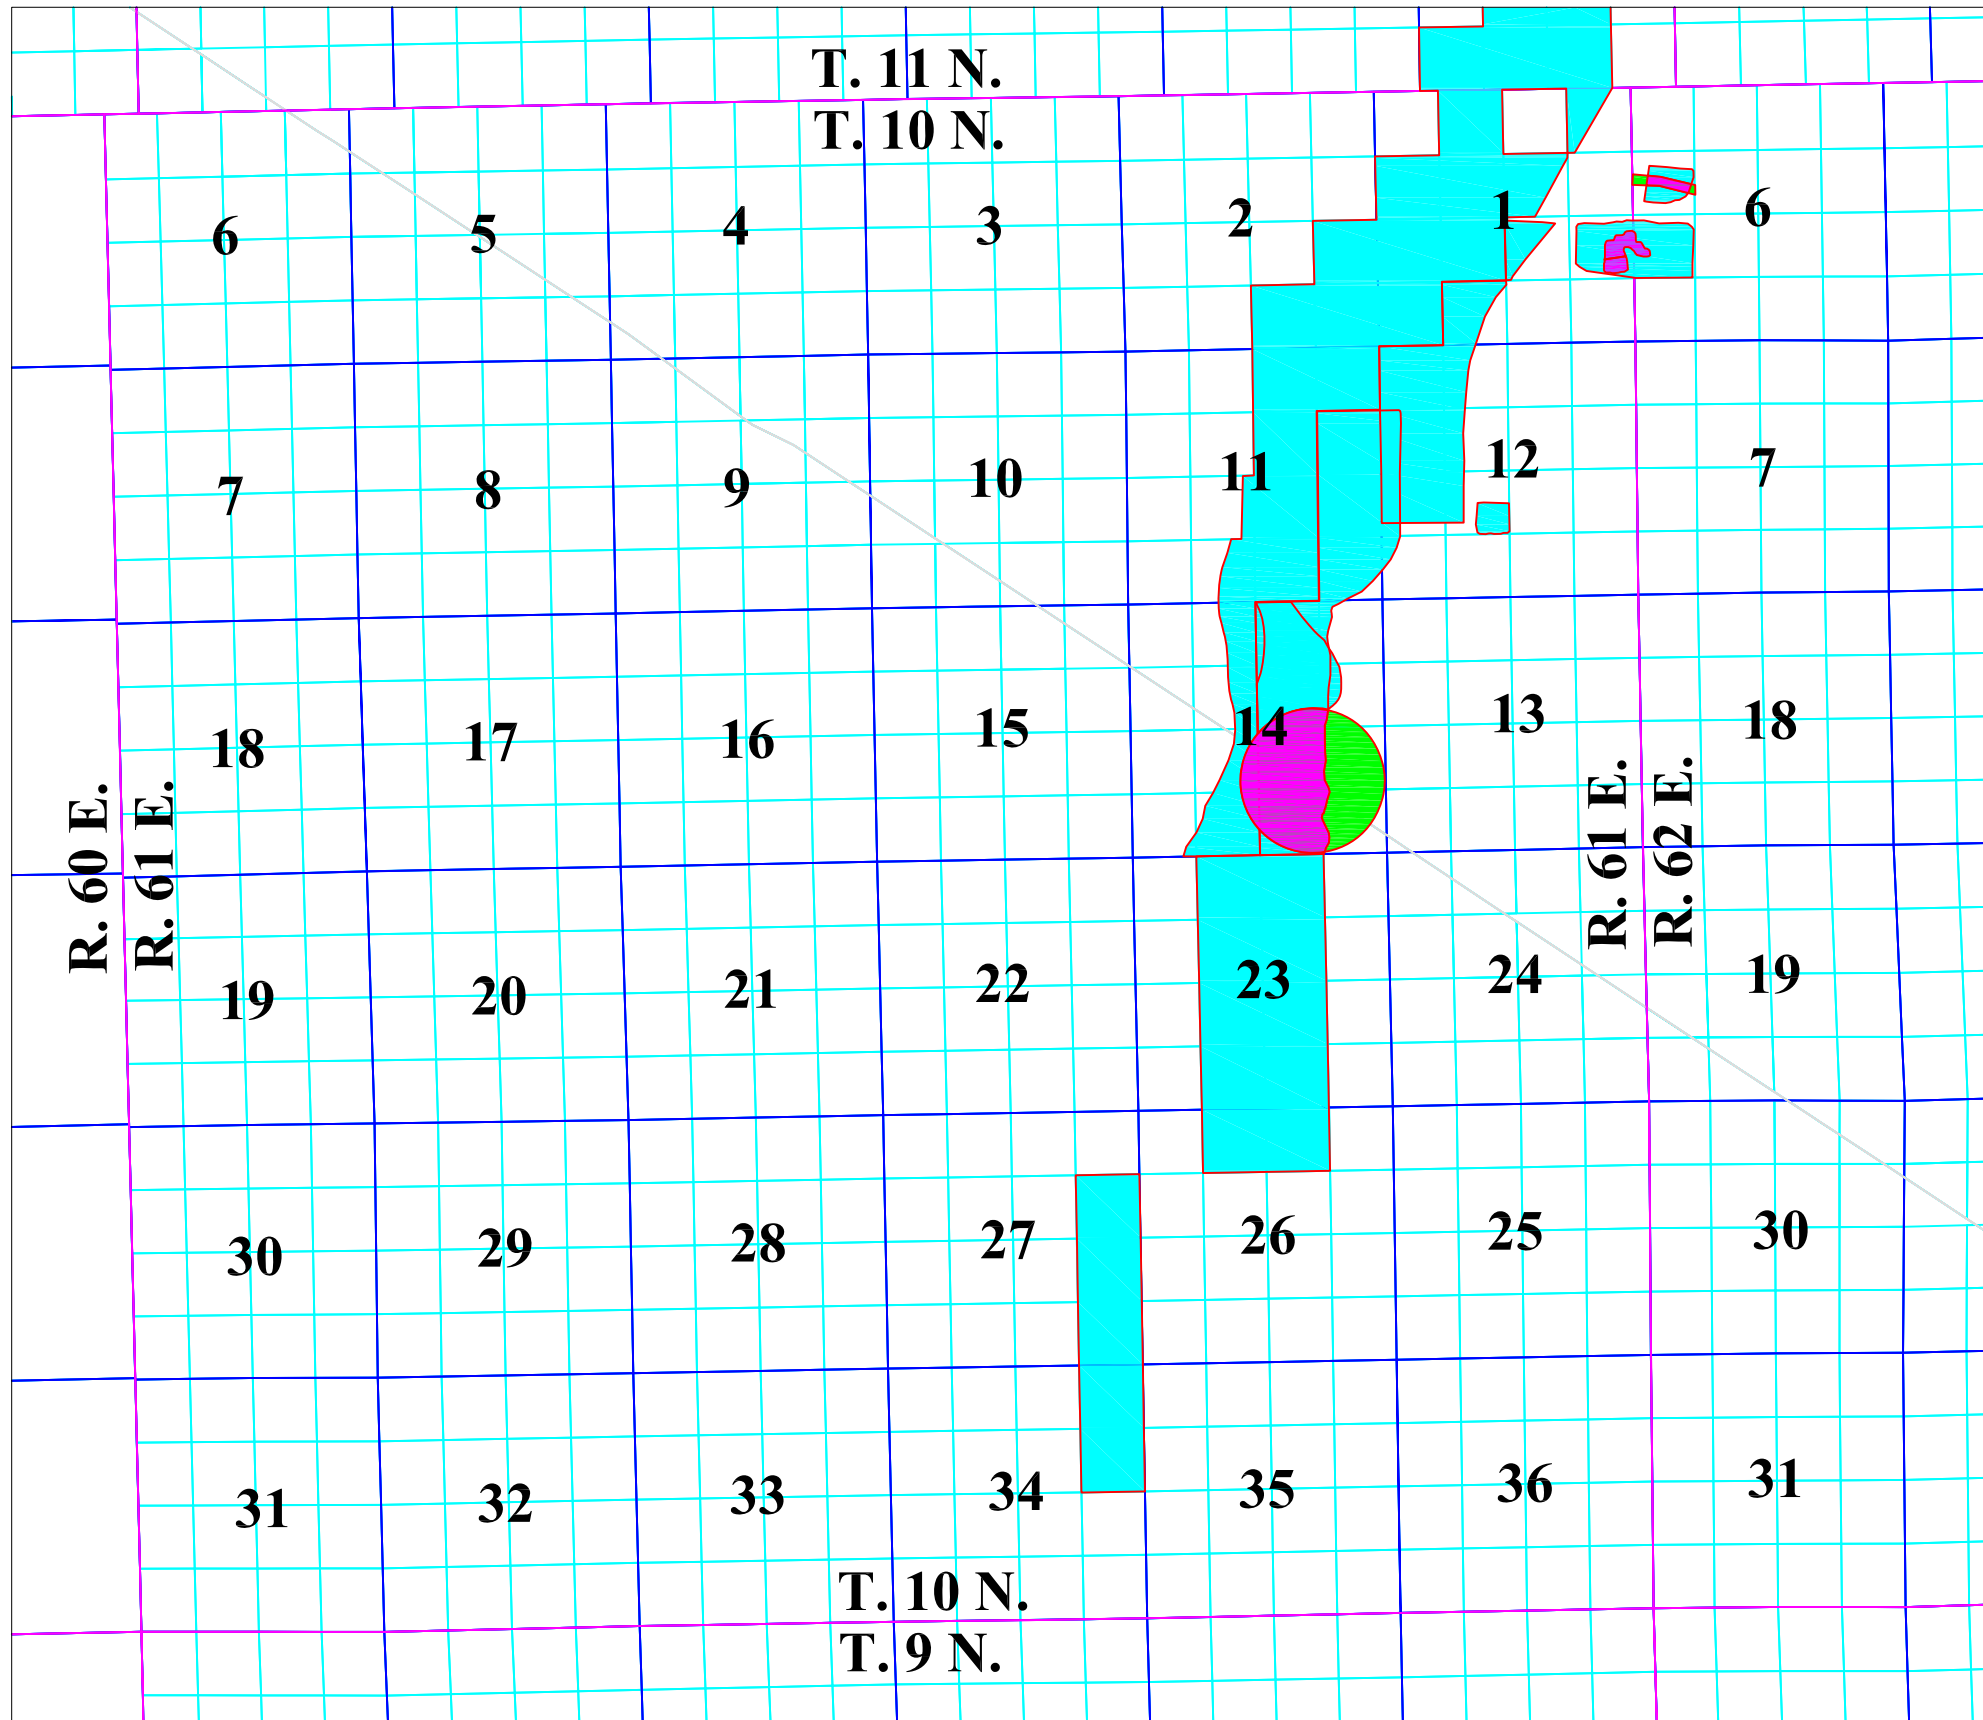 T. 11 N.
T. 10 N.
6 5 4 3 2 1 6
7 8 9 10 11 12 7
18 17 16 15 14 13 18
R. 60 E.
R. 61 E.
R. 61 E.
R. 62 E.
19 20 21 22 23 24 19
30 29 28 27 26 25 30
31 32 33 34 35 36 31
T. 10 N.
T. 9 N.